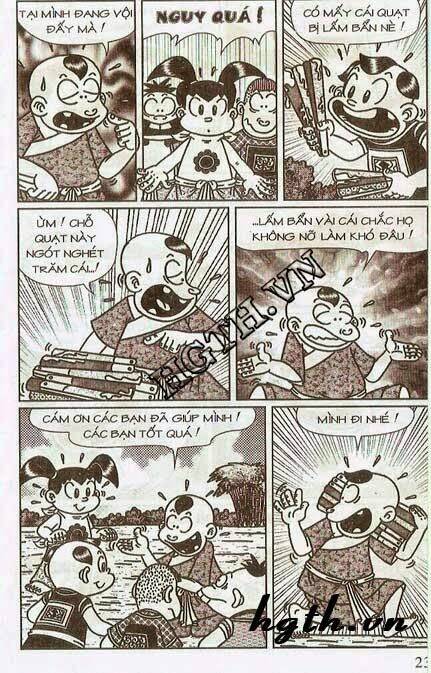 TẠI MÌNH ĐANG VỘI
ĐẤY MÀ !
NGUY QUÁ !
CÓ MẤY CÁI QUẠT
BỊ LẤM BẨN NÈ !
ỪM ! CHỖ
QUẠT NÀY
NGÓT NGHÉT
TRĂM CÁI...!
...LẤM BẨN VÀI CÁI CHẮC HỌ
KHÔNG NỠ LÀM KHÓ ĐÂU !
HGTH.VN
CÁM ƠN CÁC BẠN ĐÃ GIÚP MÌNH !
CÁC BẠN TỐT QUÁ !
MÌNH ĐI NHÉ !
hgth.vn
23